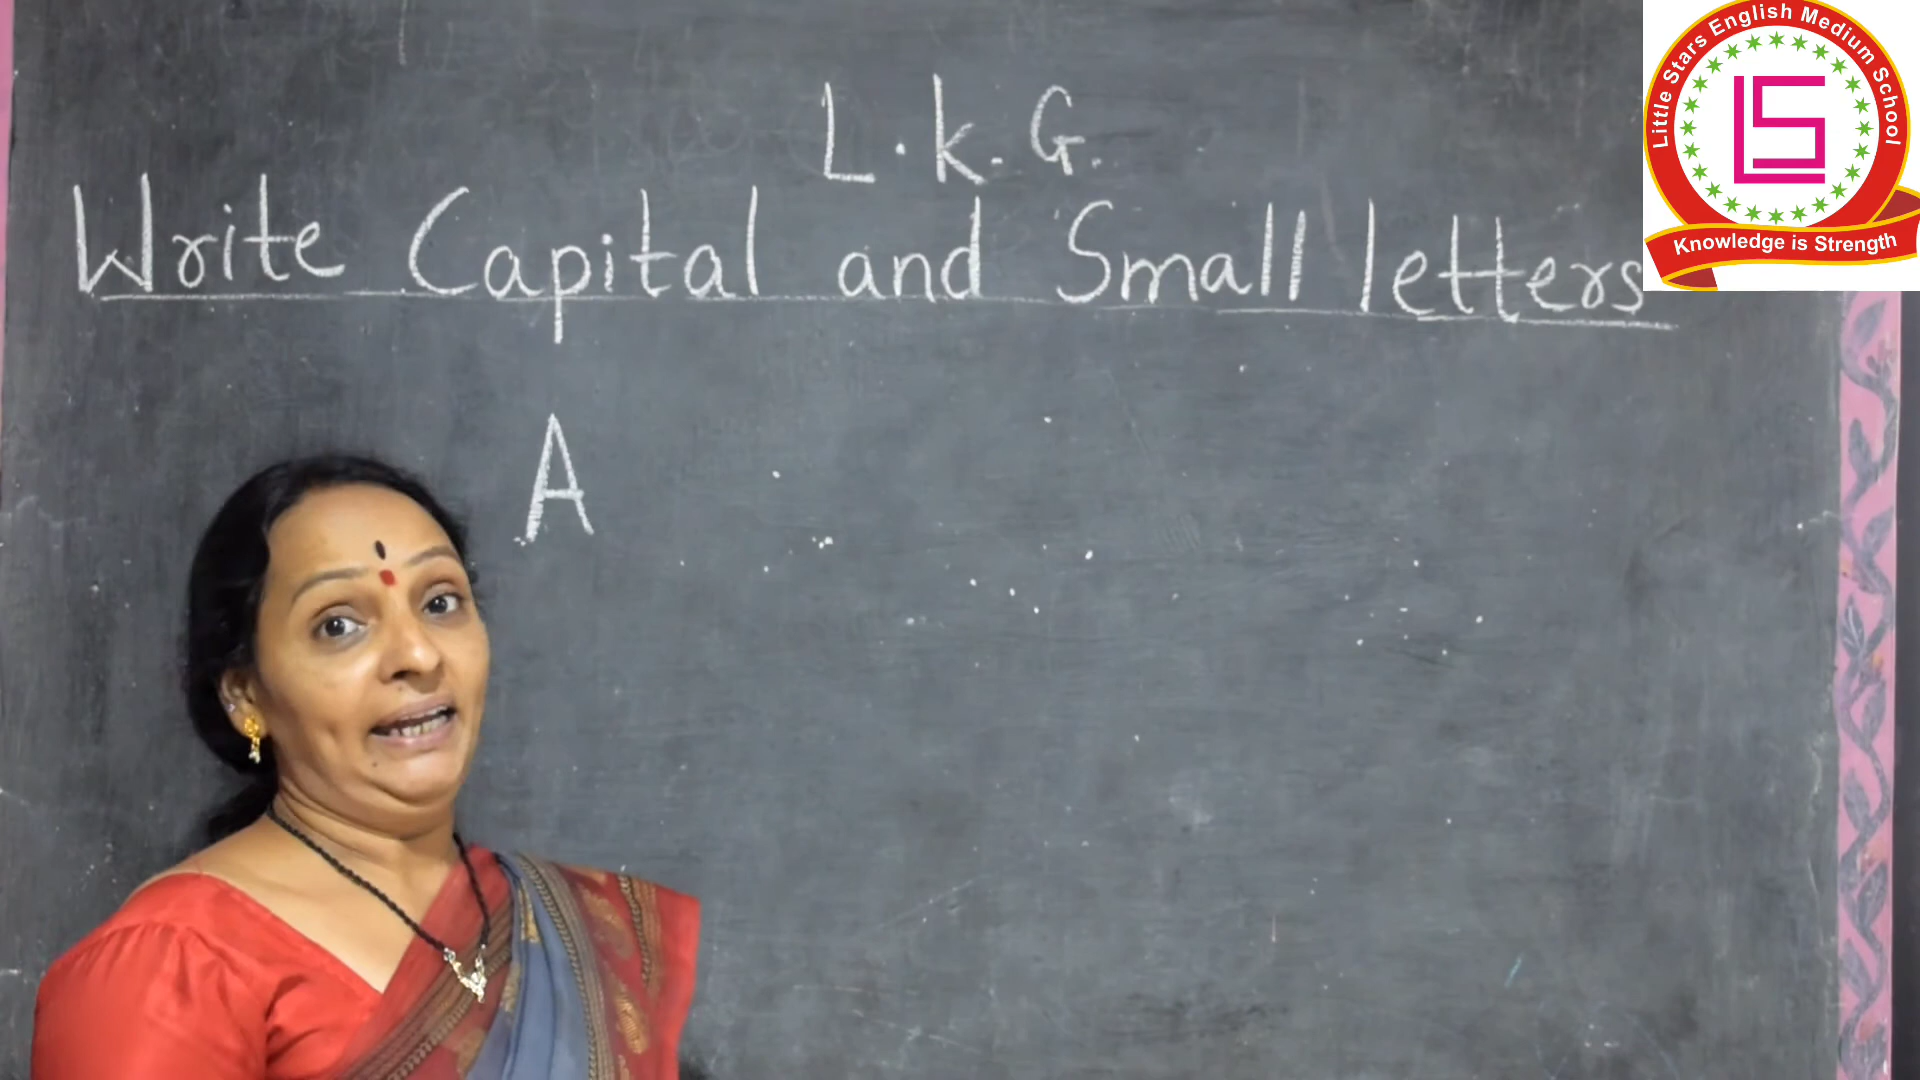 L.k.G.
Write Capital and Small letters
A
Little Stars English Medium School
LS
Knowledge is Strength